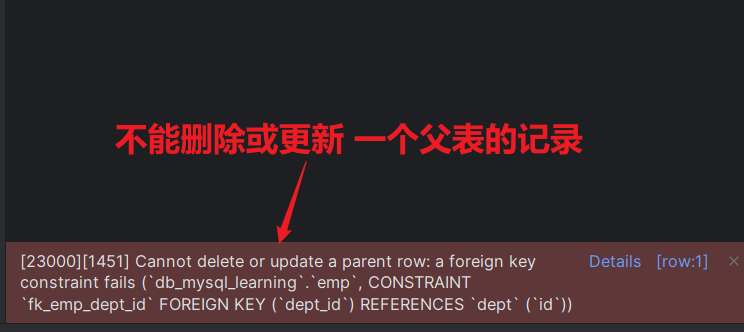 不能删除或更新 一个父表的记录
[23000][1451] Cannot delete or update a parent row: a foreign key Details [row:1] ×
constraint fails (`db_mysql_learning`.`emp`, CONSTRAINT
`fk_emp_dept_id` FOREIGN KEY (`dept_id`) REFERENCES `dept` (`id`))